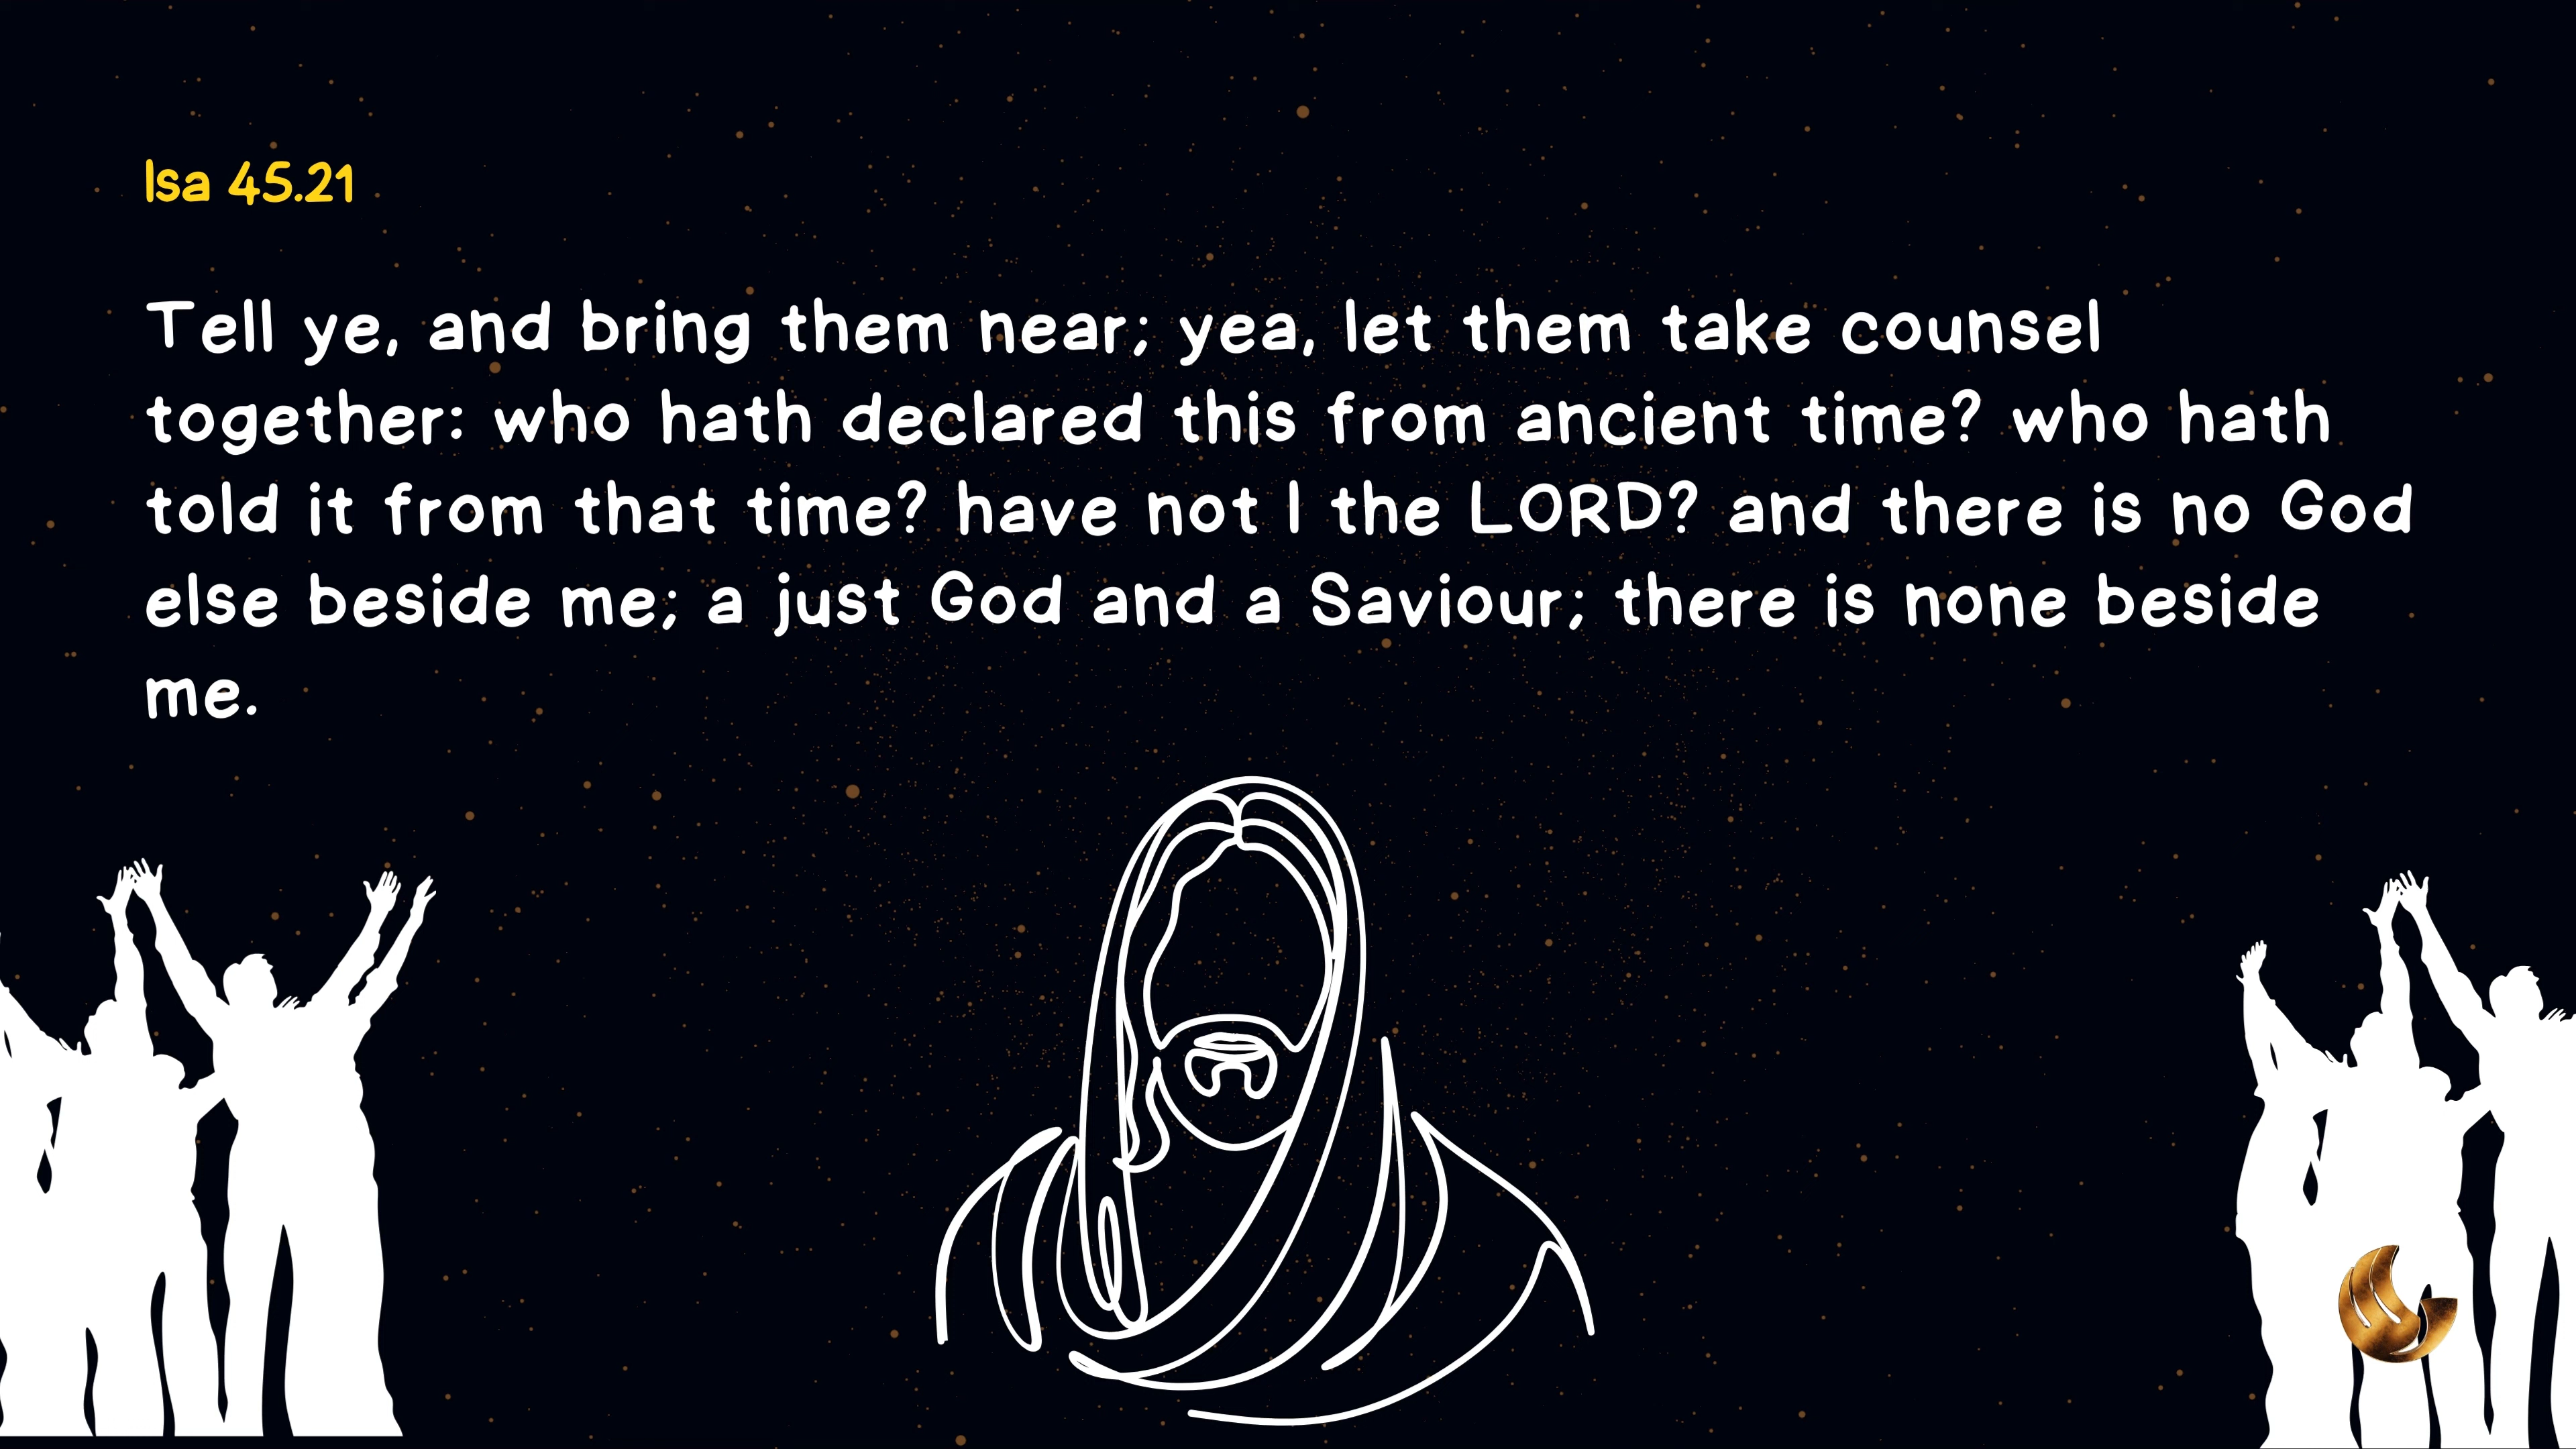 Isa 45.21
Tell ye, and bring them near; yea, let them take counsel
together: who hath declared this from ancient time? who hath
told it from that time? have not I the LORD? and there is no God
else beside me; a just God and a Saviour; there is none beside
me.